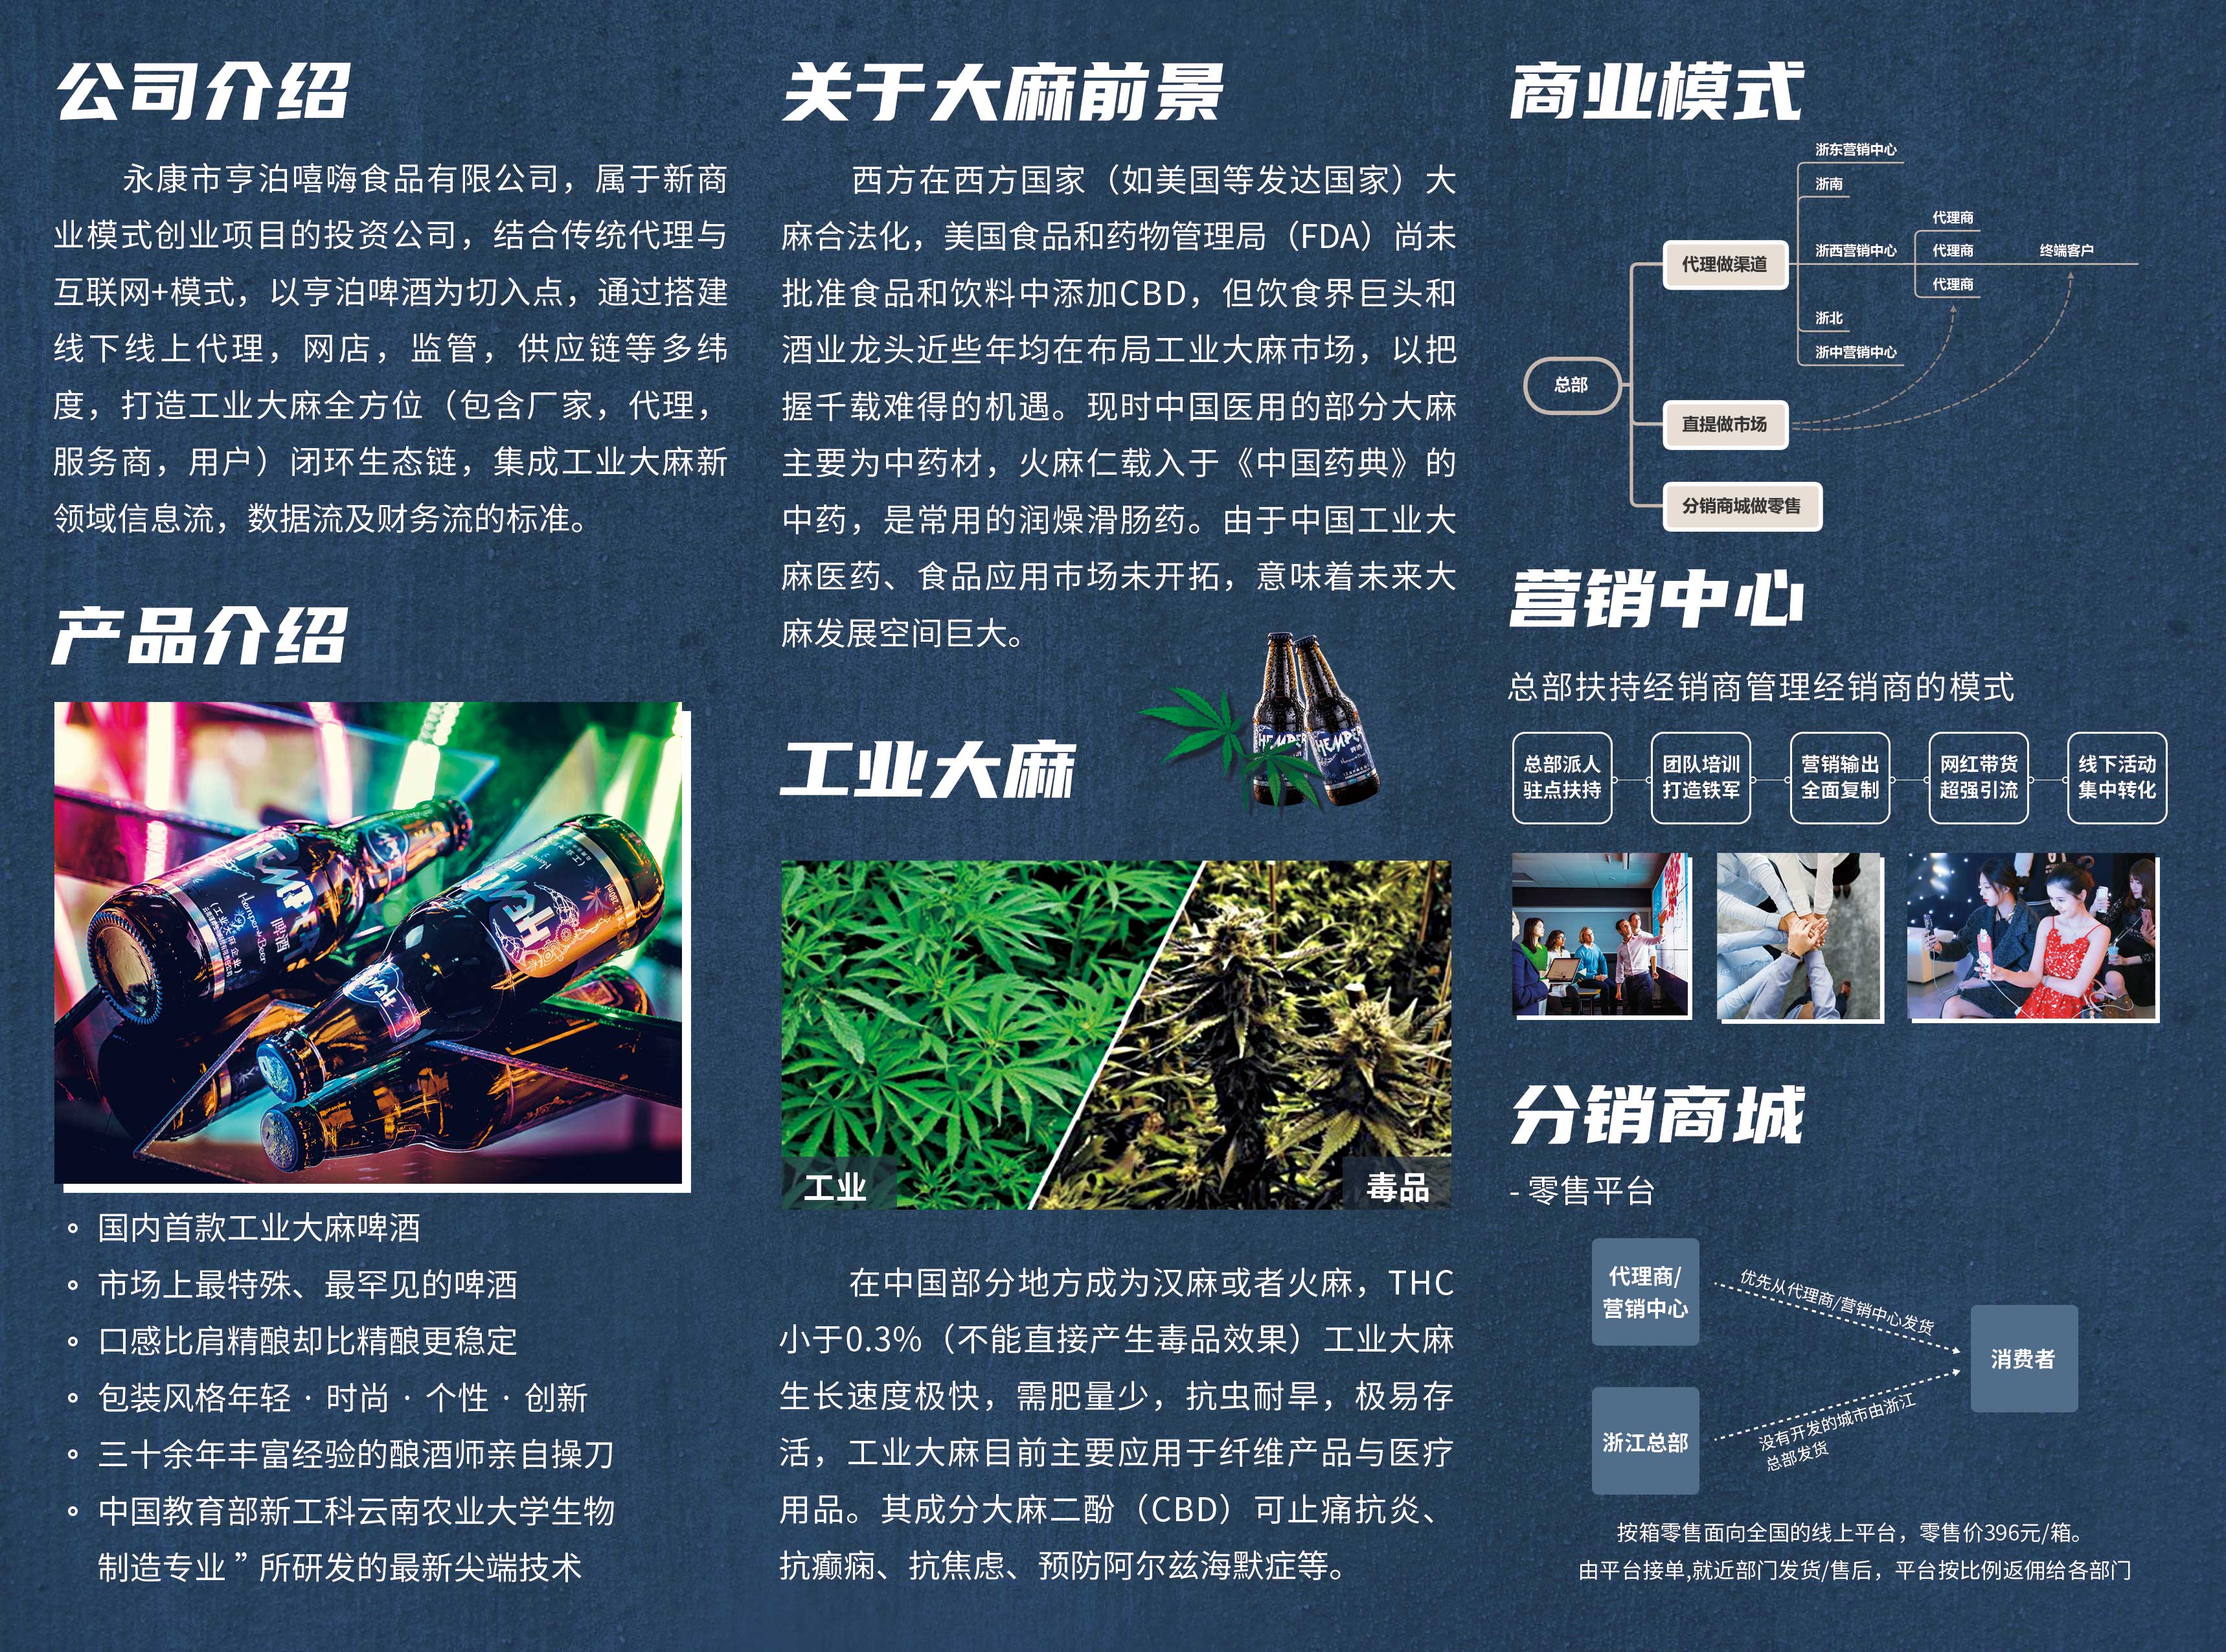 公司介绍
永康市亨泊嘻嗨食品有限公司，属于新商
业模式创业项目的投资公司，结合传统代理与
互联网+模式，以亨泊啤酒为切入点，通过搭建
线下线上代理，网店，监管，供应链等多纬
度，打造工业大麻全方位（包含厂家，代理，
服务商，用户）闭环生态链，集成工业大麻新
领域信息流，数据流及财务流的标准。
产品介绍
HEMPER
啤酒
Hemper Beer
（工业大麻企业）
国内首款工业大麻啤酒
市场上最特殊、最罕见的啤酒
口感比肩精酿却比精酿更稳定
包装风格年轻 · 时尚 · 个性 · 创新
三十余年丰富经验的酿酒师亲自操刀
中国教育部新工科云南农业大学生物
制造专业 ” 所研发的最新尖端技术
关于大麻前景
西方在西方国家（如美国等发达国家）大
麻合法化，美国食品和药物管理局（FDA）尚未
批准食品和饮料中添加CBD，但饮食界巨头和
酒业龙头近些年均在布局工业大麻市场，以把
握千载难得的机遇。现时中国医用的部分大麻
主要为中药材，火麻仁载入于《中国药典》的
中药，是常用的润燥滑肠药。由于中国工业大
麻医药、食品应用市场未开拓，意味着未来大
麻发展空间巨大。
HEMPER
HEMPER
啤酒
工业大麻
工业
毒品
在中国部分地方成为汉麻或者火麻，THC
小于0.3%（不能直接产生毒品效果）工业大麻
生长速度极快，需肥量少，抗虫耐旱，极易存
活，工业大麻目前主要应用于纤维产品与医疗
用品。其成分大麻二酚（CBD）可止痛抗炎、
抗癫痫、抗焦虑、预防阿尔兹海默症等。
商业模式
浙东营销中心
浙南
代理商
代理做渠道
浙西营销中心
代理商
终端客户
代理商
浙北
浙中营销中心
总部
直提做市场
分销商城做零售
营销中心
总部扶持经销商管理经销商的模式
总部派人
驻点扶持
团队培训
打造铁军
营销输出
全面复制
网红带货
超强引流
线下活动
集中转化
分销商城
- 零售平台
代理商/
营销中心
优先从代理商/营销中心发货
消费者
浙江总部
没有开发的城市由浙江
总部发货
按箱零售面向全国的线上平台，零售价396元/箱。
由平台接单,就近部门发货/售后，平台按比例返佣给各部门